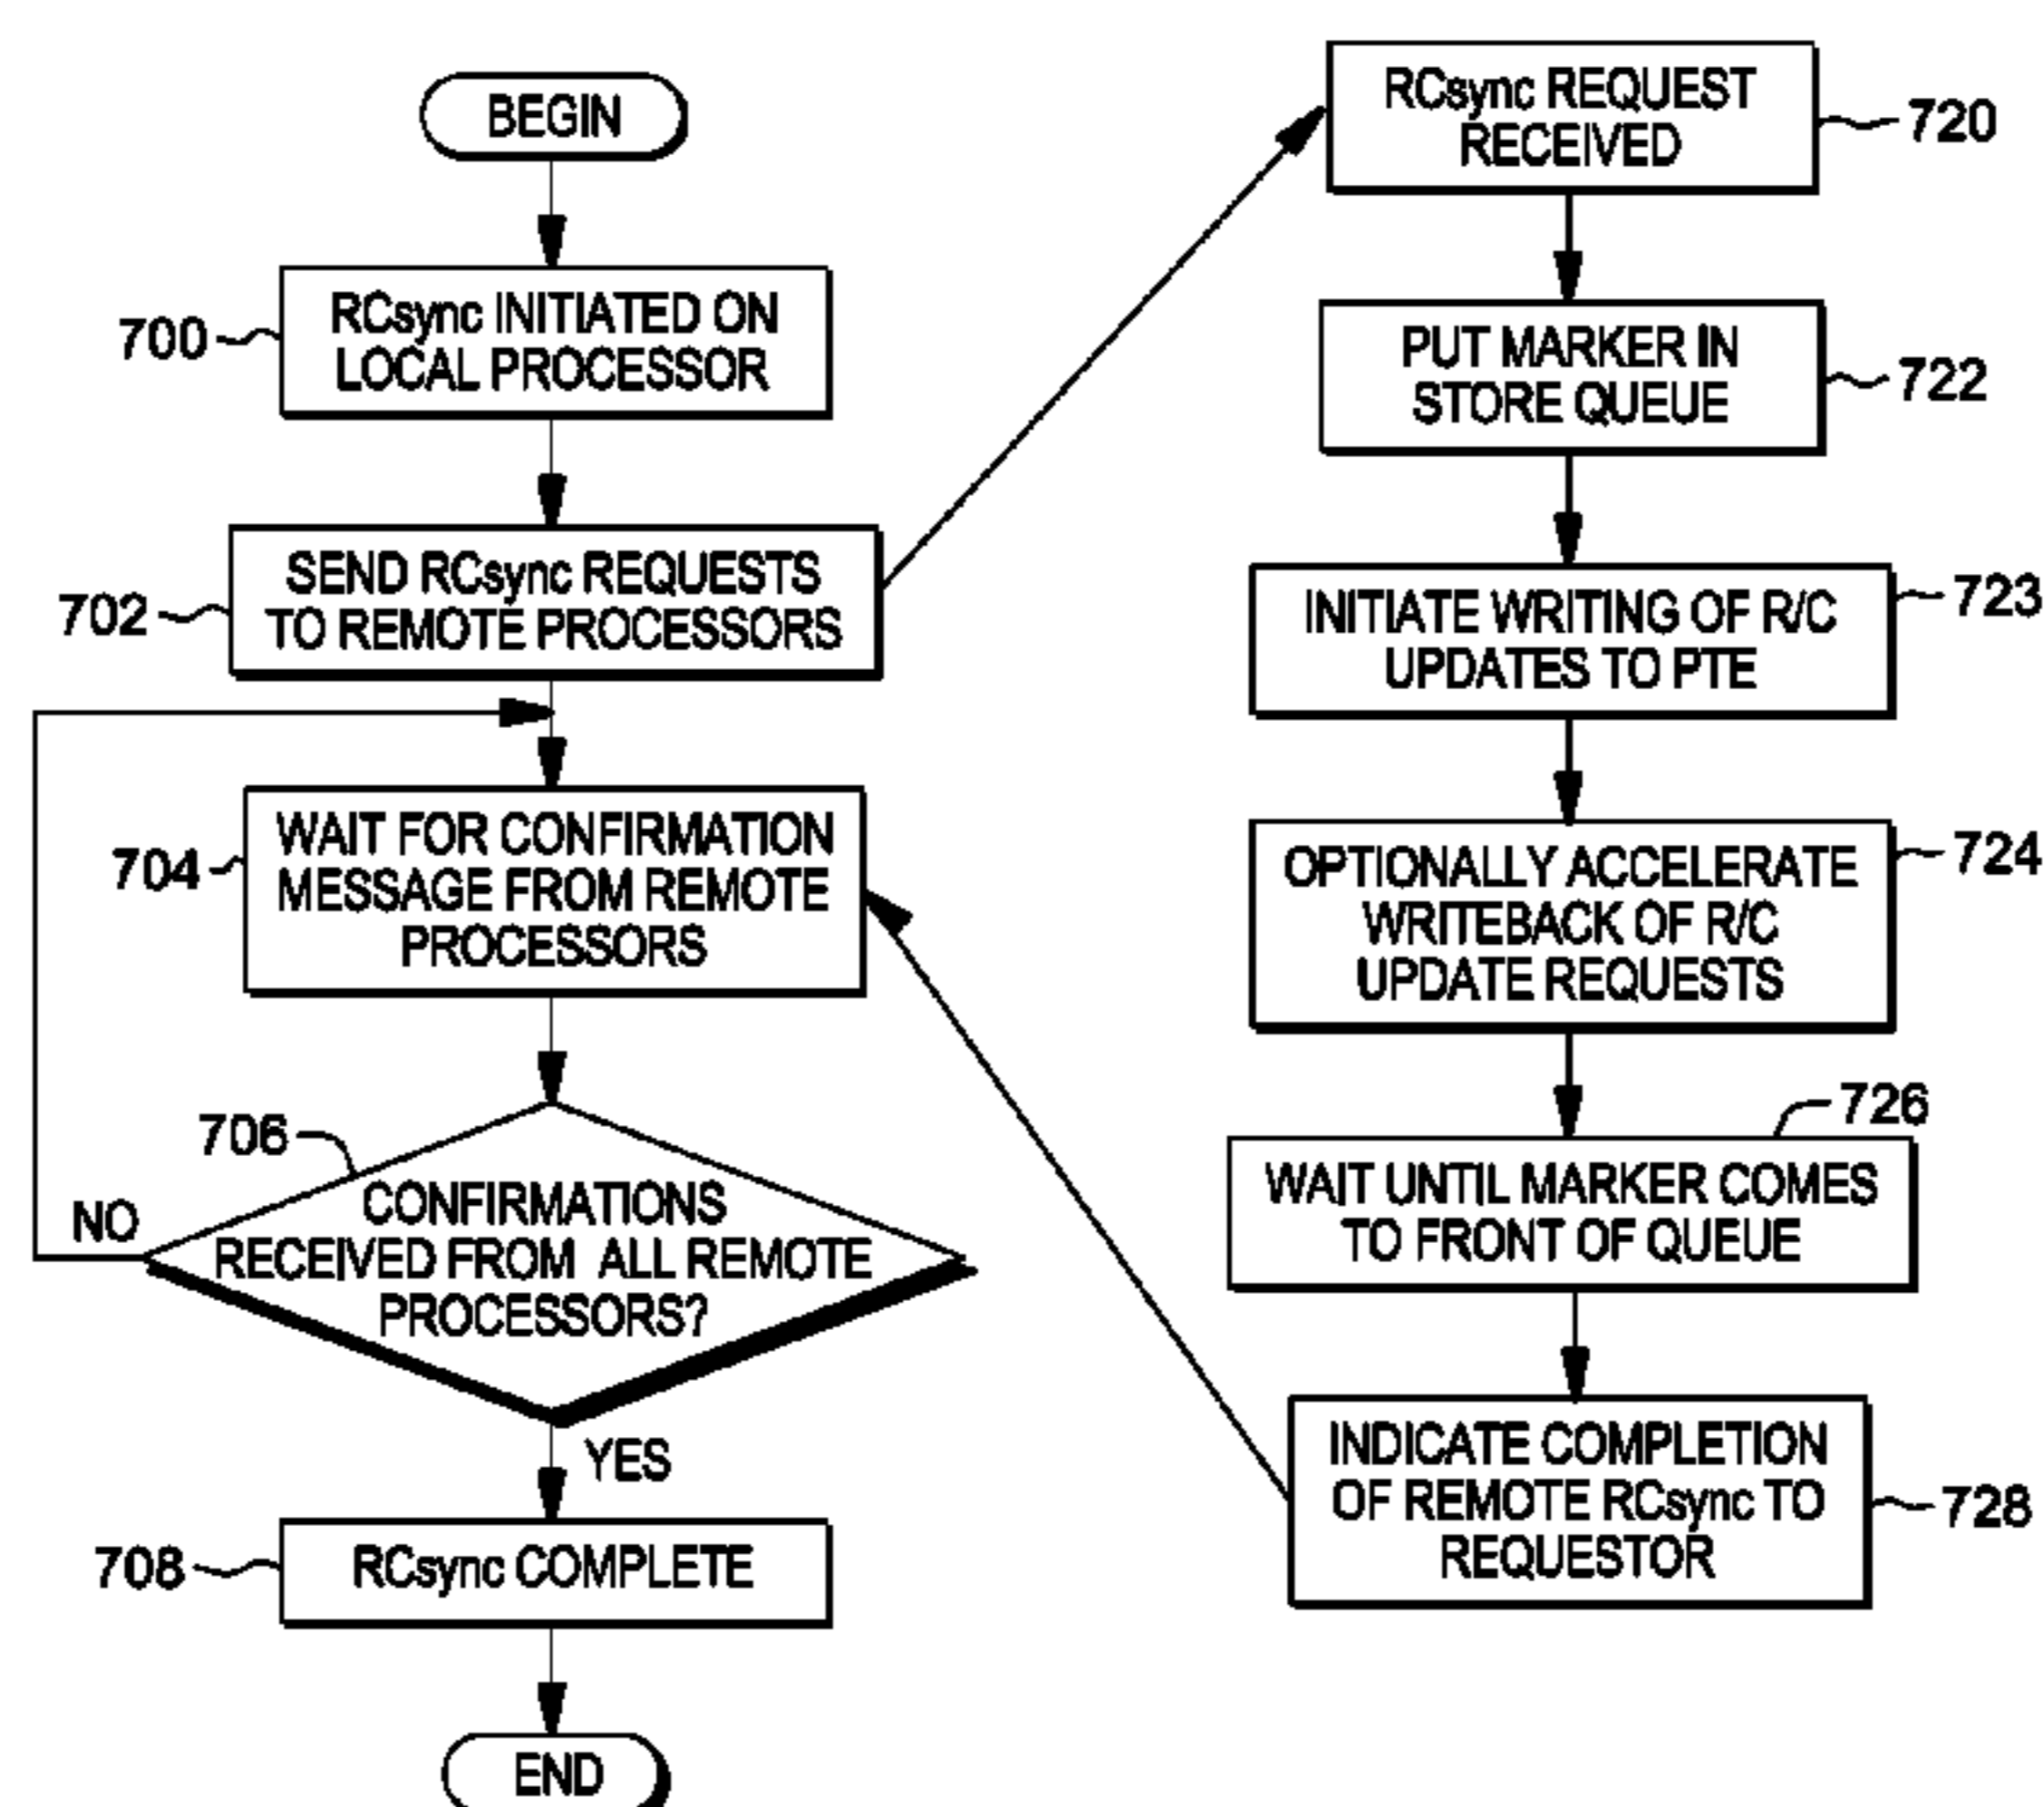 BEGIN
700
RCsync INITIATED ON
LOCAL PROCESSOR
702
SEND RCsync REQUESTS
TO REMOTE PROCESSORS
704
WAIT FOR CONFIRMATION
MESSAGE FROM REMOTE
PROCESSORS
706
NO
CONFIRMATIONS
RECEIVED FROM ALL REMOTE
PROCESSORS?
YES
708
RCsync COMPLETE
END
RCsync REQUEST
RECEIVED
720
PUT MARKER IN
STORE QUEUE
722
INITIATE WRITING OF R/C
UPDATES TO PTE
723
OPTIONALLY ACCELERATE
WRITEBACK OF R/C
UPDATE REQUESTS
724
726
WAIT UNTIL MARKER COMES
TO FRONT OF QUEUE
INDICATE COMPLETION
OF REMOTE RCsync TO
REQUESTOR
728